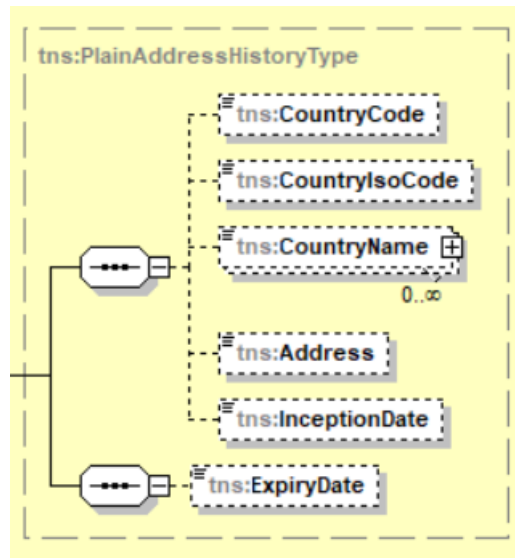 tns:PlainAddressHistoryType
tns:CountryCode
tns:CountryIsoCode
tns:CountryName
0..∞
tns:Address
tns:InceptionDate
tns:ExpiryDate